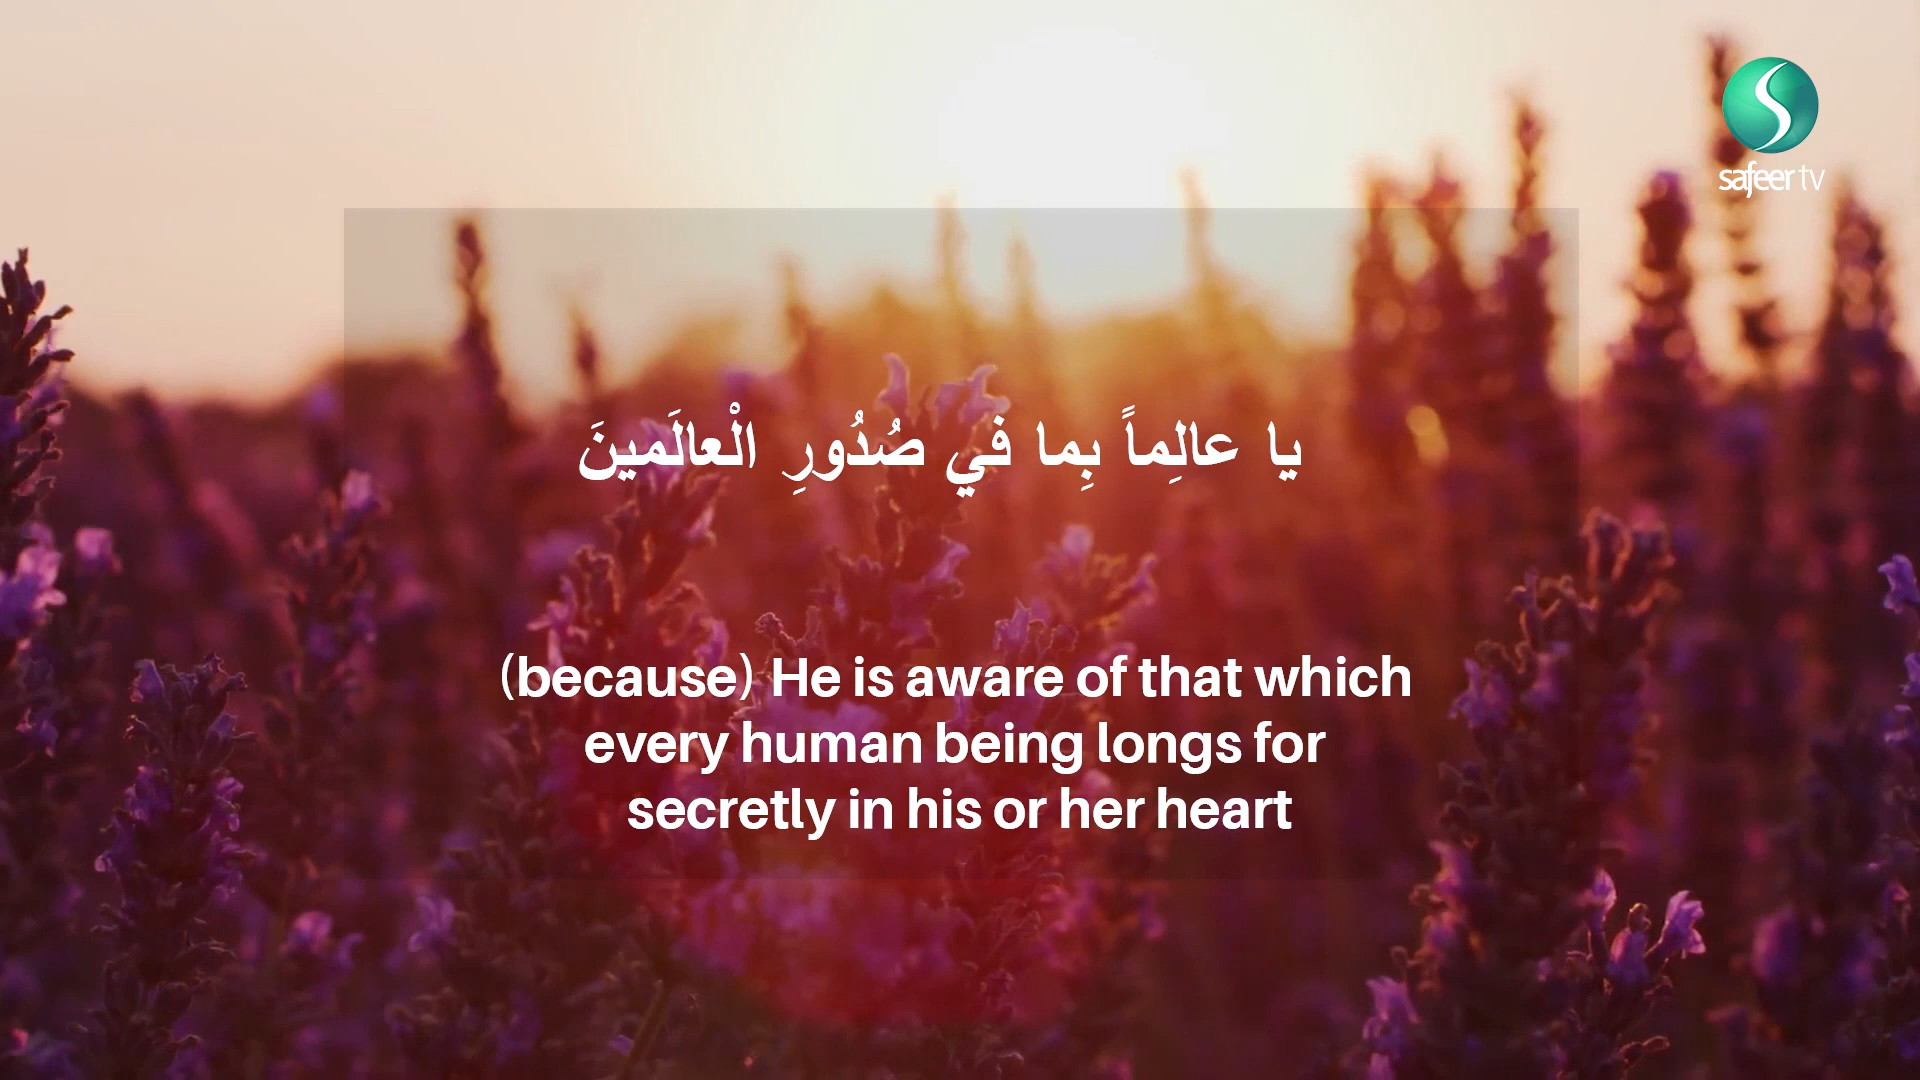 safeer tv
يا عالِماً بِما في صُدُورِ الْعالَمينَ
(because) He is aware of that which
every human being longs for
secretly in his or her heart